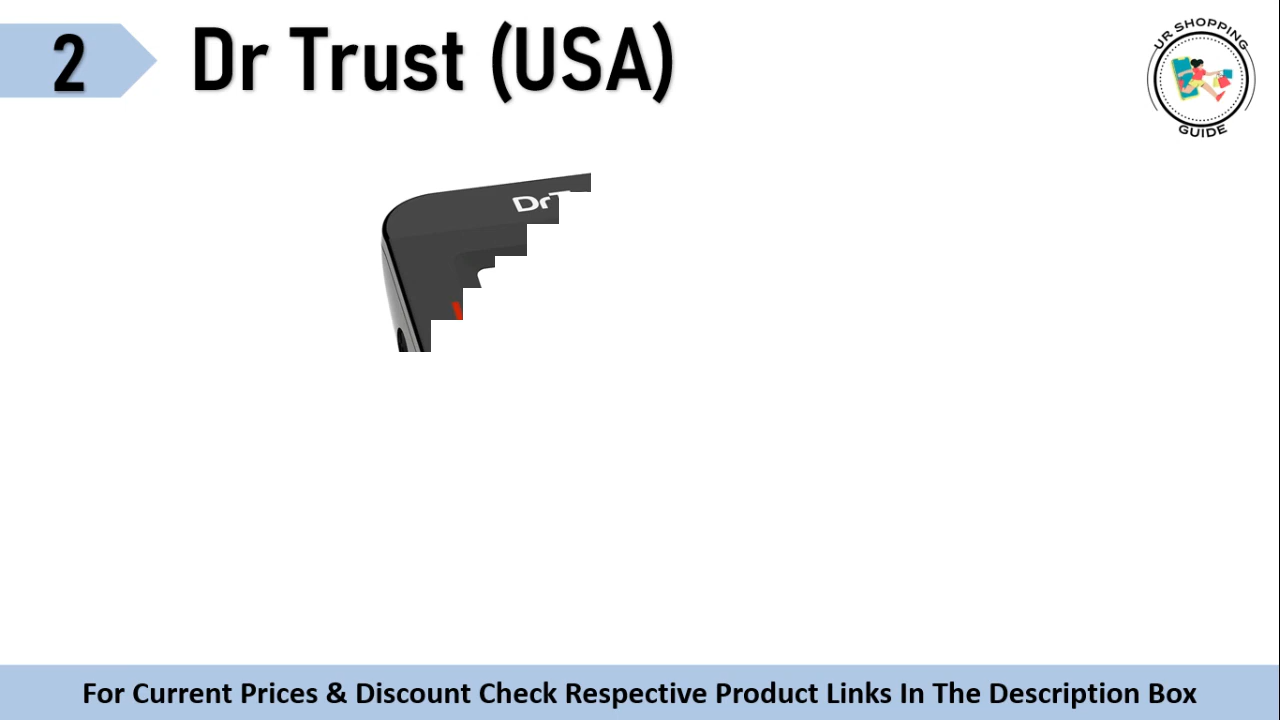 2
Dr Trust (USA)
UR SHOPPING
GUIDE
Dr
For Current Prices & Discount Check Respective Product Links In The Description Box